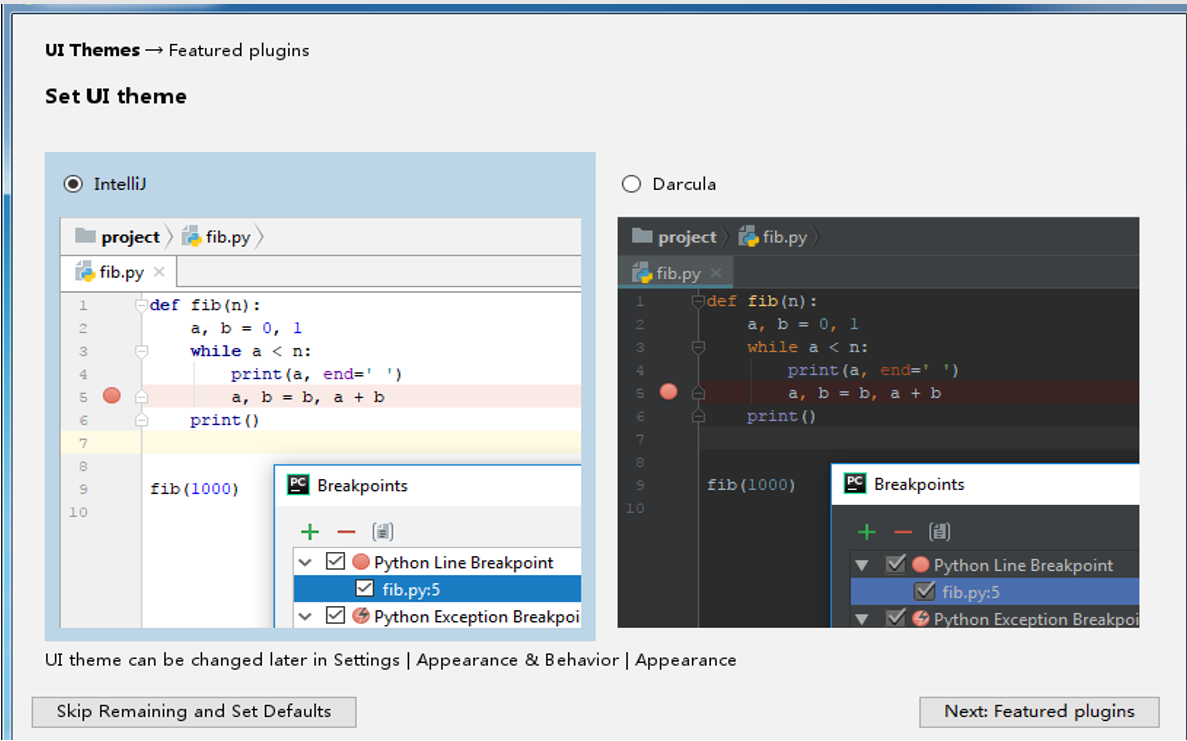 UI Themes → Featured plugins
Set UI theme
IntelliJ
project fib.py
fib.py
1 def fib(n):
2 a, b = 0, 1
3 while a < n:
4 print(a, end=' ')
5 a, b = b, a + b
6 print()
7
8
9 fib(1000)
10
PC Breakpoints
Python Line Breakpoint
fib.py:5
Python Exception Breakpoi
Darcula
project fib.py
fib.py
1 def fib(n):
2 a, b = 0, 1
3 while a < n:
4 print(a, end=' ')
5 a, b = b, a + b
6 print()
7
8
9 fib(1000)
10
PC Breakpoints
Python Line Breakpoint
fib.py:5
Python Exception Breakpoi
UI theme can be changed later in Settings | Appearance & Behavior | Appearance
Skip Remaining and Set Defaults
Next: Featured plugins